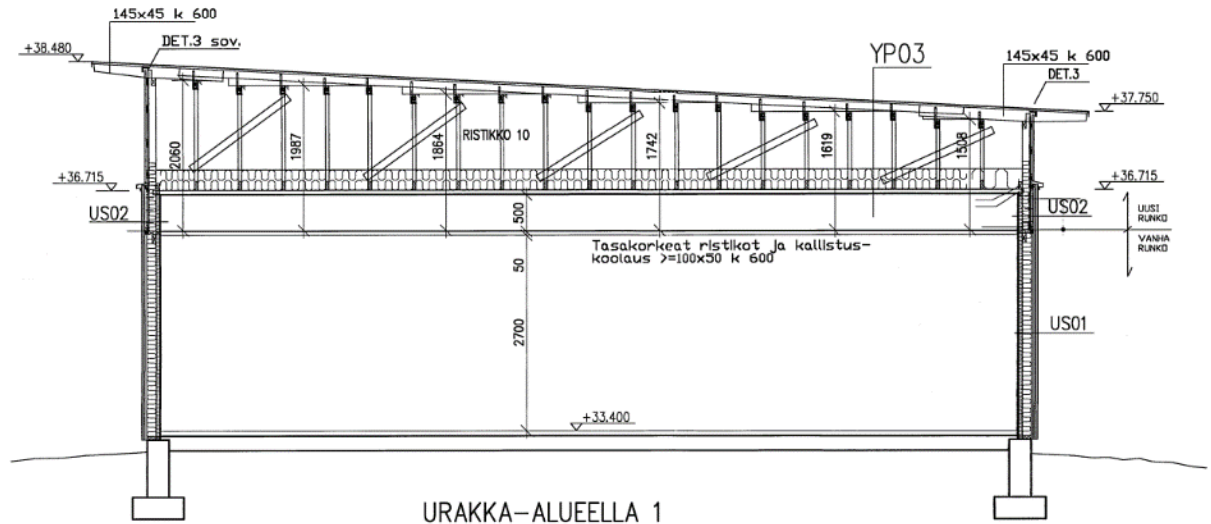 145x45 k 600
+38.480
DET.3 sov.
YP03
145x45 k 600
DET.3
+37.750
2060
1987
1864
RISTIKKO 10
1742
1619
1508
+36.715
+36.715
US02
500
US02
UUSI
RUNKO
VANHA
RUNKO
Tasakorkeat ristikot ja kallistus-
koolaus >=100x50 k 600
50
2700
US01
+33.400
URAKKA-ALUEELLA 1